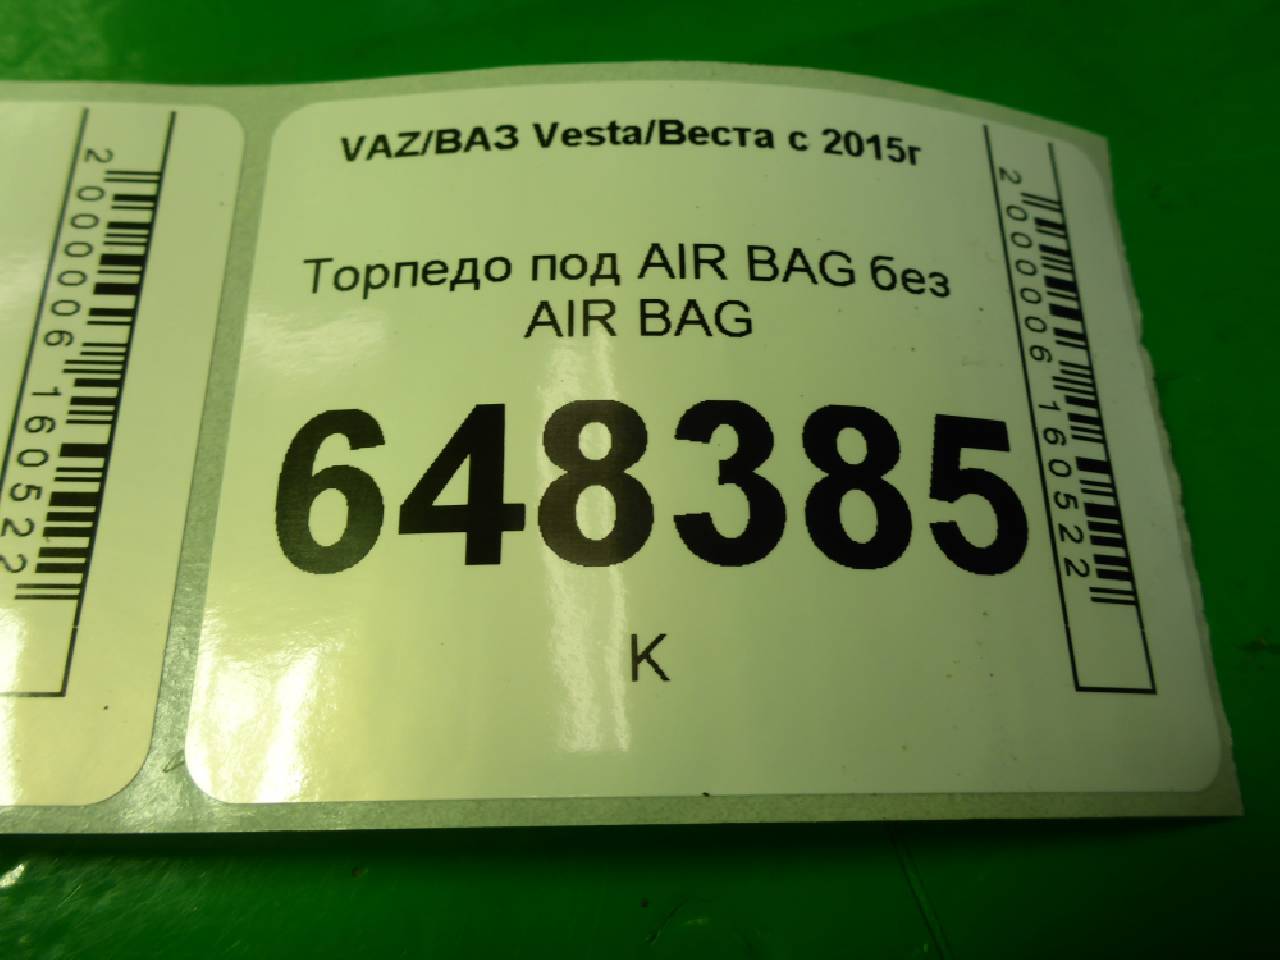 2000006160522
VAZ/ВАЗ Vesta/Веста с 2015г
Торпедо под AIR BAG без
AIR BAG
648385
К
2000006160522